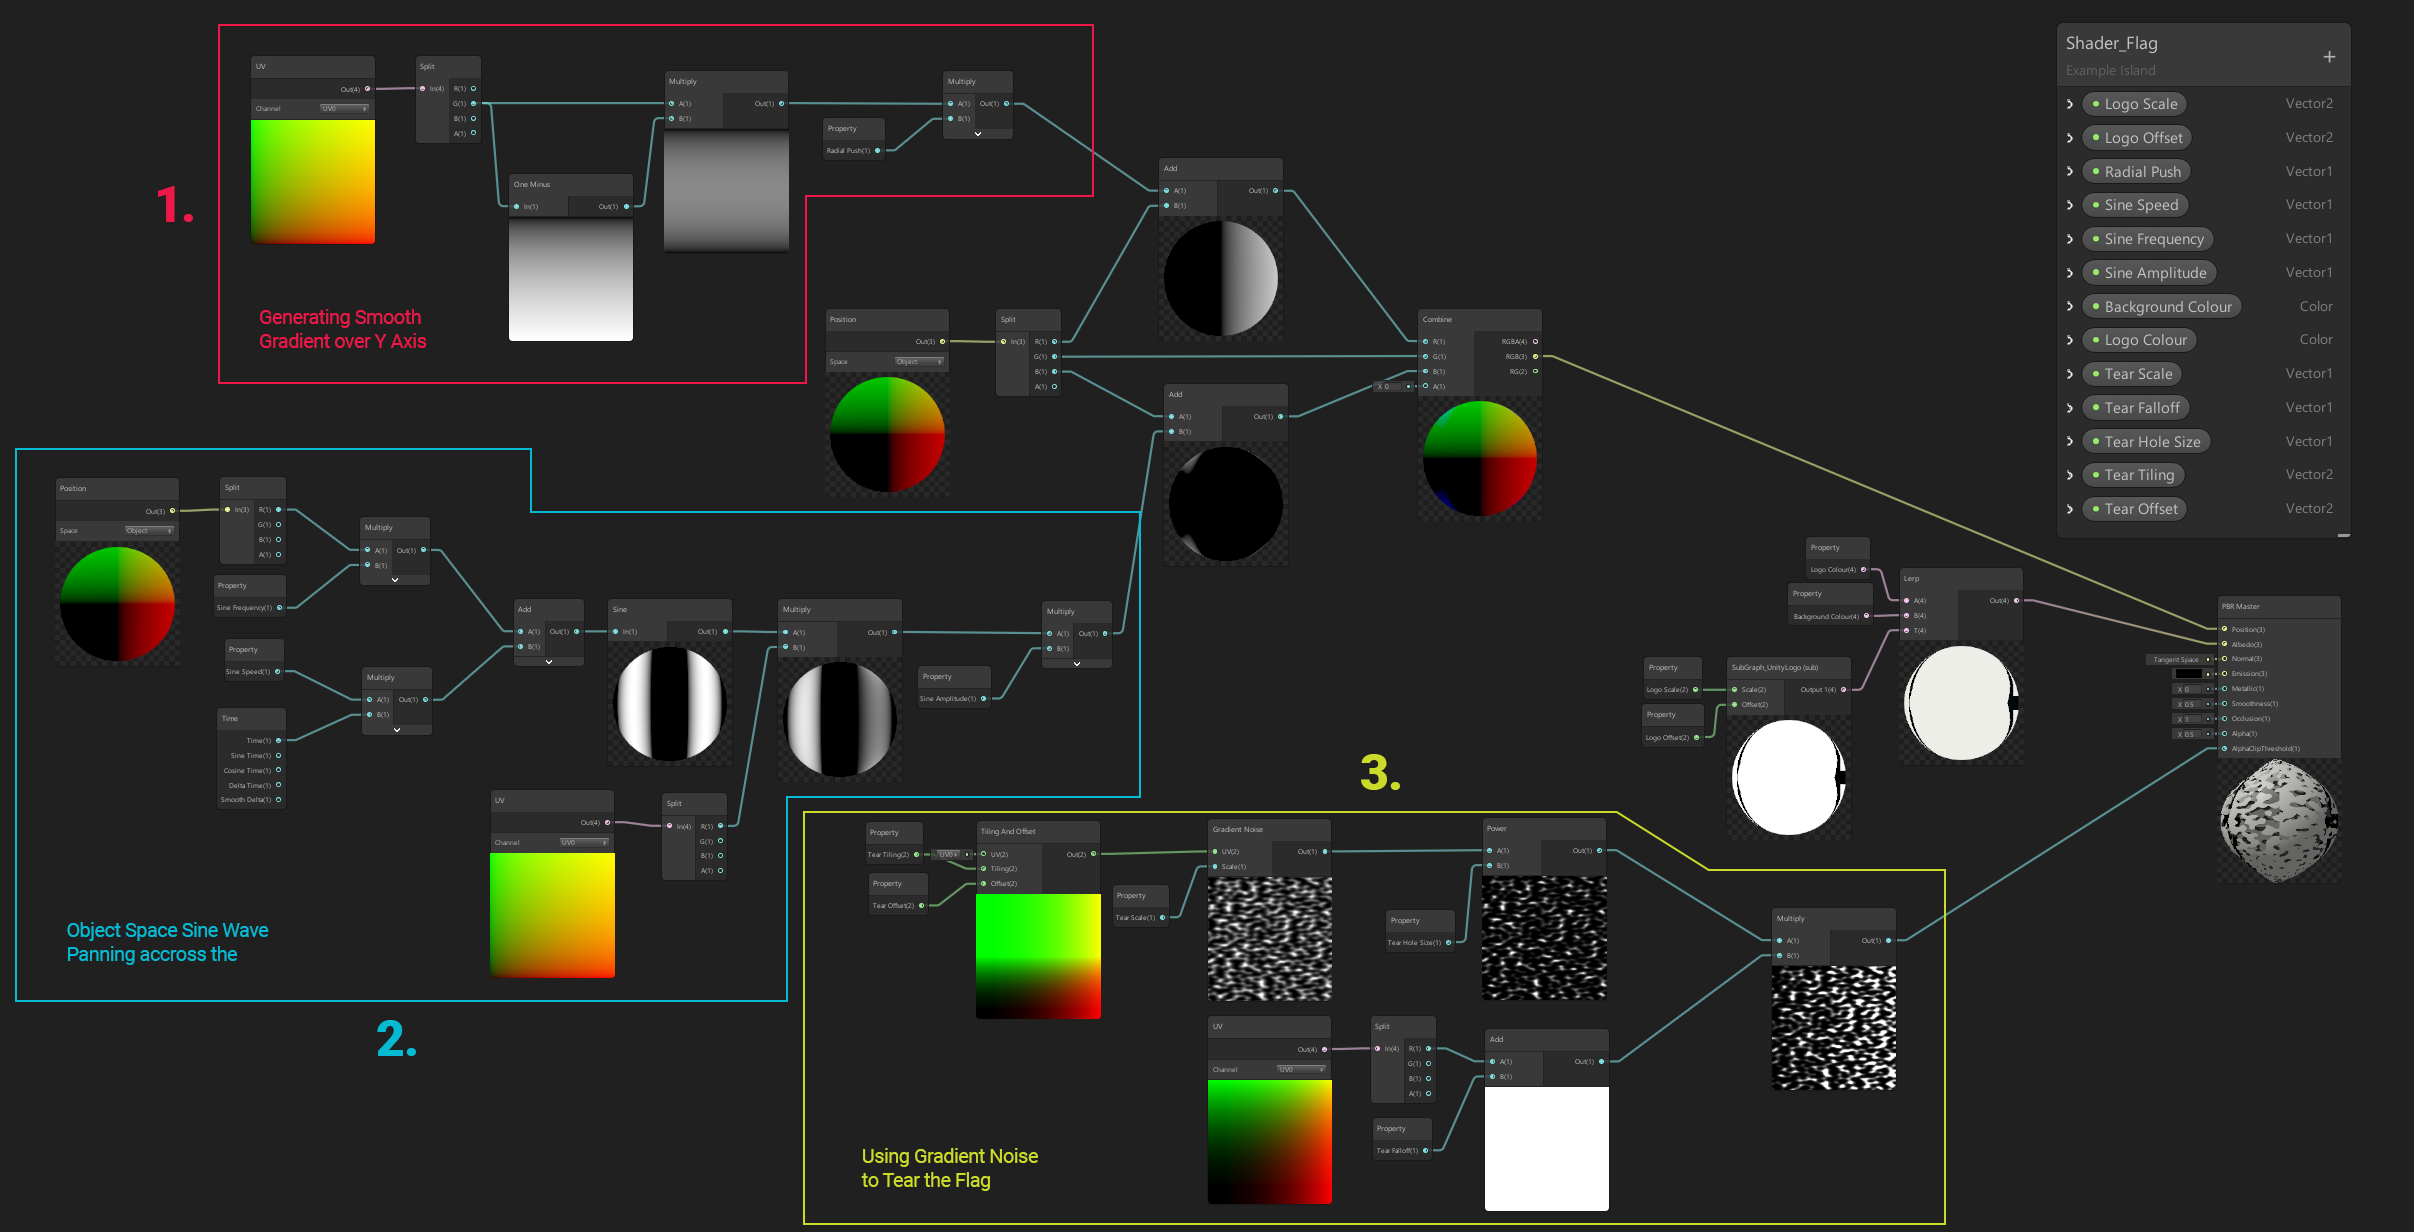 1.
UV
Out(4)
Channel
UV0
Split
In(4)
R(1)
G(1)
B(1)
A(1)
One Minus
In(1)
Out(1)
Multiply
A(1)
Out(1)
B(1)
Property
Radial Push(1)
Multiply
A(1)
Out(1)
B(1)
Generating Smooth
Gradient over Y Axis
Position
Out(3)
Space
Object
Split
In(3)
R(1)
G(1)
B(1)
A(1)
Add
A(1)
Out(1)
B(1)
Add
A(1)
Out(1)
B(1)
Combine
R(1)
RGBA(4)
G(1)
RGB(3)
B(1)
RG(2)
X 0
A(1)
2.
Position
Out(3)
Space
Object
Split
In(3)
R(1)
G(1)
B(1)
A(1)
Property
Sine Frequency(1)
Multiply
A(1)
Out(1)
B(1)
Property
Sine Speed(1)
Time
Time(1)
Sine Time(1)
Cosine Time(1)
Delta Time(1)
Smooth Delta(1)
Multiply
A(1)
Out(1)
B(1)
Add
A(1)
Out(1)
B(1)
Sine
In(1)
Out(1)
Multiply
A(1)
Out(1)
B(1)
Property
Sine Amplitude(1)
Multiply
A(1)
Out(1)
B(1)
UV
Out(4)
Channel
UV0
Split
In(4)
R(1)
G(1)
B(1)
A(1)
Object Space Sine Wave
Panning accross the
3.
Property
Tear Tiling(2)
Property
Tear Offset(2)
Tiling And Offset
UV0
UV(2)
Out(2)
Tiling(2)
Offset(2)
Property
Tear Scale(1)
Gradient Noise
UV(2)
Out(1)
Scale(1)
Property
Tear Hole Size(1)
Power
A(1)
Out(1)
B(1)
UV
Out(4)
Channel
UV0
Split
In(4)
R(1)
G(1)
B(1)
A(1)
Property
Tear Falloff(1)
Add
A(1)
Out(1)
B(1)
Multiply
A(1)
Out(1)
B(1)
Using Gradient Noise
to Tear the Flag
Property
Logo Colour(4)
Property
Background Colour(4)
Lerp
A(4)
Out(4)
B(4)
T(4)
Property
Logo Scale(2)
Property
Logo Offset(2)
SubGraph_UnityLogo (sub)
Scale(2)
Output 1(4)
Offset(2)
PBR Master
Position(3)
Albedo(3)
Tangent Space
Normal(3)
Emission(3)
X 0
Metallic(1)
X 0.5
Smoothness(1)
X 1
Occlusion(1)
X 0.5
Alpha(1)
AlphaClipThreshold(1)
Shader_Flag
+
Example Island
Logo Scale Vector2
Logo Offset Vector2
Radial Push Vector1
Sine Speed Vector1
Sine Frequency Vector1
Sine Amplitude Vector1
Background Colour Color
Logo Colour Color
Tear Scale Vector1
Tear Falloff Vector1
Tear Hole Size Vector1
Tear Tiling Vector2
Tear Offset Vector2